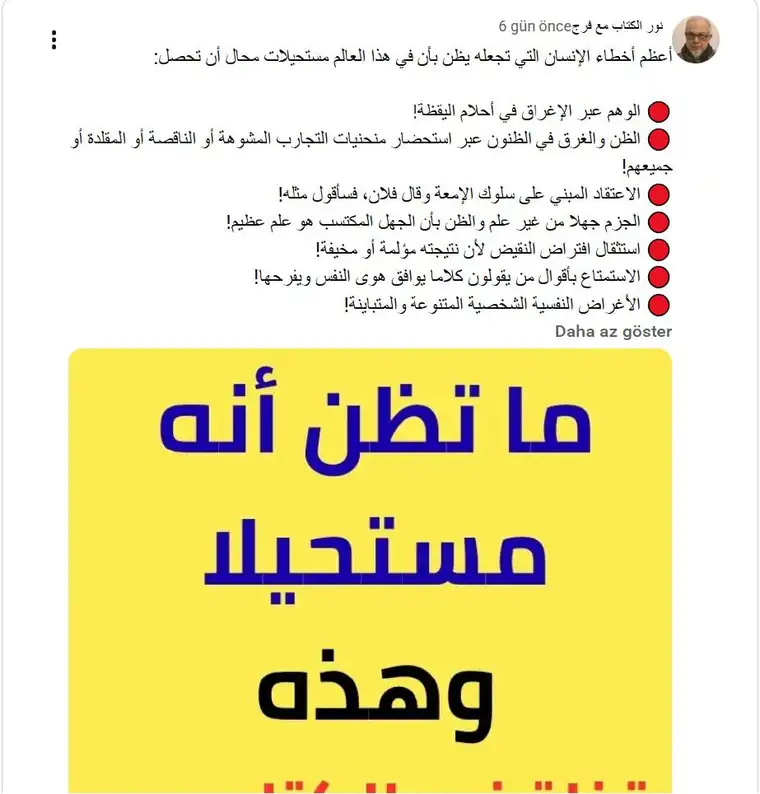 نور الكتاب مع فرج 6 gün önce
أعظم أخطاء الإنسان التي تجعله يظن بأن في هذا العالم مستحيلات محال أن تحصل:
🔴 الوهم عبر الإغراق في أحلام اليقظة!
🔴 الظن والغرق في الظنون عبر استحضار منحنيات التجارب المشوهة أو الناقصة أو المقلدة أو
جميعهم!
🔴 الاعتقاد المبني على سلوك الإمعة وقال فلان، فسأقول مثله!
🔴 الجزم جهلا من غير علم والظن بأن الجهل المكتسب هو علم عظيم!
🔴 استثقال افتراض النقيض لأن نتيجته مؤلمة أو مخيفة!
🔴 الاستمتاع بأقوال من يقولون كلاما يوافق هوى النفس ويفرحها!
🔴 الأغراض النفسية الشخصية المتنوعة والمتباينة!
Daha az göster
ما تظن أنه
مستحيلا
وهذه